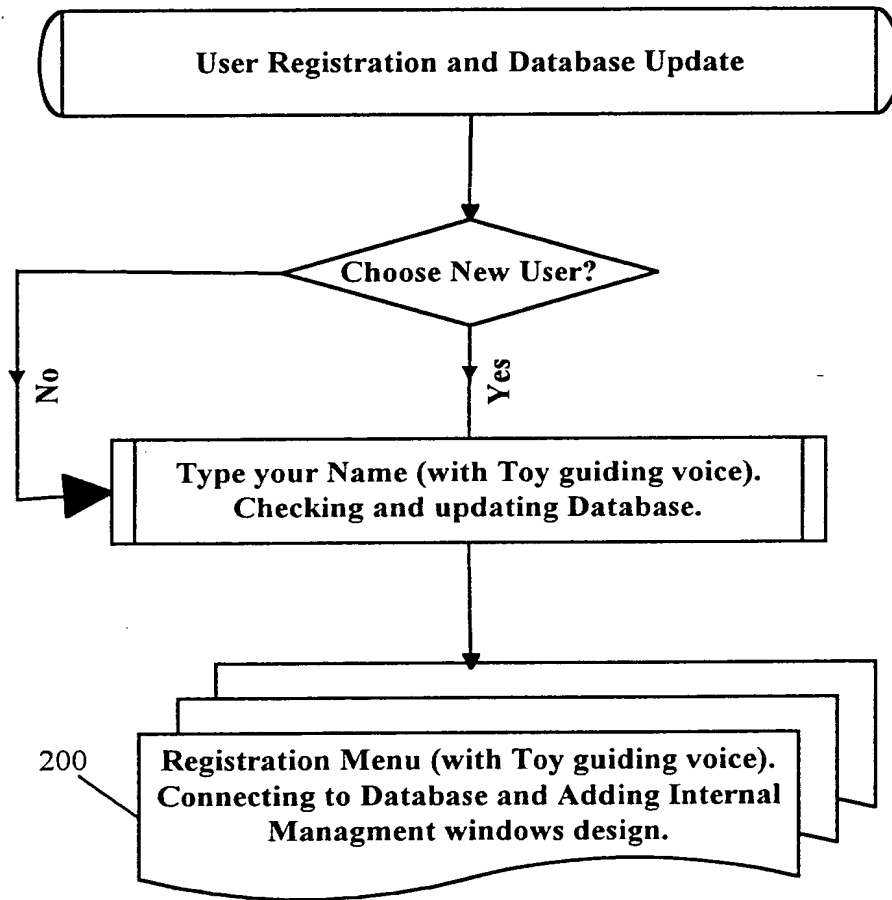 User Registration and Database Update
Choose New User?
No
Yes
Type your Name (with Toy guiding voice).
Checking and updating Database.
200
Registration Menu (with Toy guiding voice).
Connecting to Database and Adding Internal
Managment windows design.